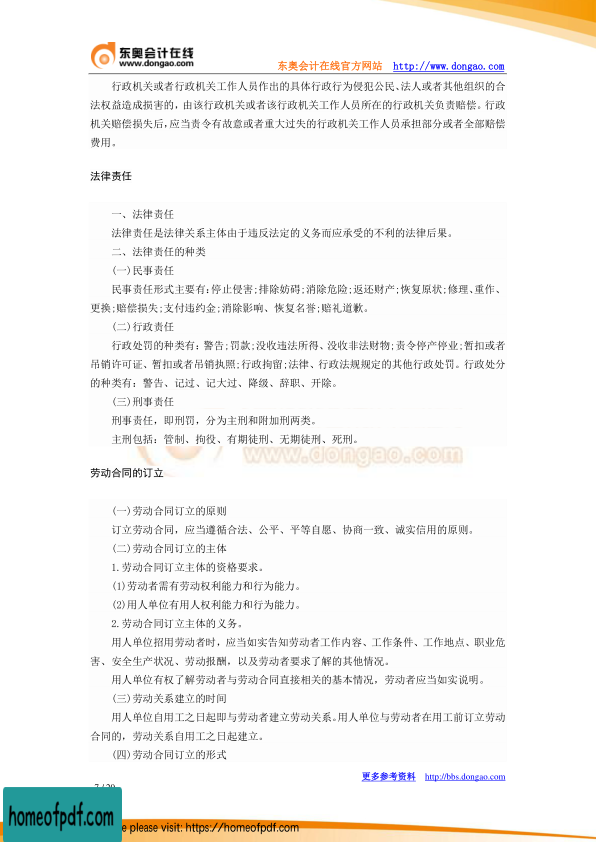 东奥会计在线
www.dongao.com
东奥会计在线官方网站 http://www.dongao.com
行政机关或者行政机关工作人员作出的具体行政行为侵犯公民、法人或者其他组织的合
法权益造成损害的，由该行政机关或者该行政机关工作人员所在的行政机关负责赔偿。行政
机关赔偿损失后，应当责令有故意或者重大过失的行政机关工作人员承担部分或者全部赔偿
费用。
法律责任
一、法律责任
法律责任是法律关系主体由于违反法定的义务而应承受的不利的法律后果。
二、法律责任的种类
(一)民事责任
民事责任形式主要有:停止侵害;排除妨碍;消除危险;返还财产;恢复原状;修理、重作、
更换;赔偿损失;支付违约金;消除影响、恢复名誉;赔礼道歉。
(二)行政责任
行政处罚的种类有：警告;罚款;没收违法所得、没收非法财物;责令停产停业;暂扣或者
吊销许可证、暂扣或者吊销执照;行政拘留;法律、行政法规规定的其他行政处罚。行政处分
的种类有：警告、记过、记大过、降级、辞职、开除。
(三)刑事责任
刑事责任，即刑罚，分为主刑和附加刑两类。
主刑包括：管制、拘役、有期徒刑、无期徒刑、死刑。
www.dongao.com
劳动合同的订立
(一)劳动合同订立的原则
订立劳动合同，应当遵循合法、公平、平等自愿、协商一致、诚实信用的原则。
(二)劳动合同订立的主体
1.劳动合同订立主体的资格要求。
(1)劳动者需有劳动权利能力和行为能力。
(2)用人单位有用人权利能力和行为能力。
2.劳动合同订立主体的义务。
用人单位招用劳动者时，应当如实告知劳动者工作内容、工作条件、工作地点、职业危
害、安全生产状况、劳动报酬，以及劳动者要求了解的其他情况。
用人单位有权了解劳动者与劳动合同直接相关的基本情况，劳动者应当如实说明。
(三)劳动关系建立的时间
用人单位自用工之日起即与劳动者建立劳动关系。用人单位与劳动者在用工前订立劳动
合同的，劳动关系自用工之日起建立。
(四)劳动合同订立的形式
更多参考资料 http://bbs.dongao.com
homeofpdf.com
please visit: https://homeofpdf.com